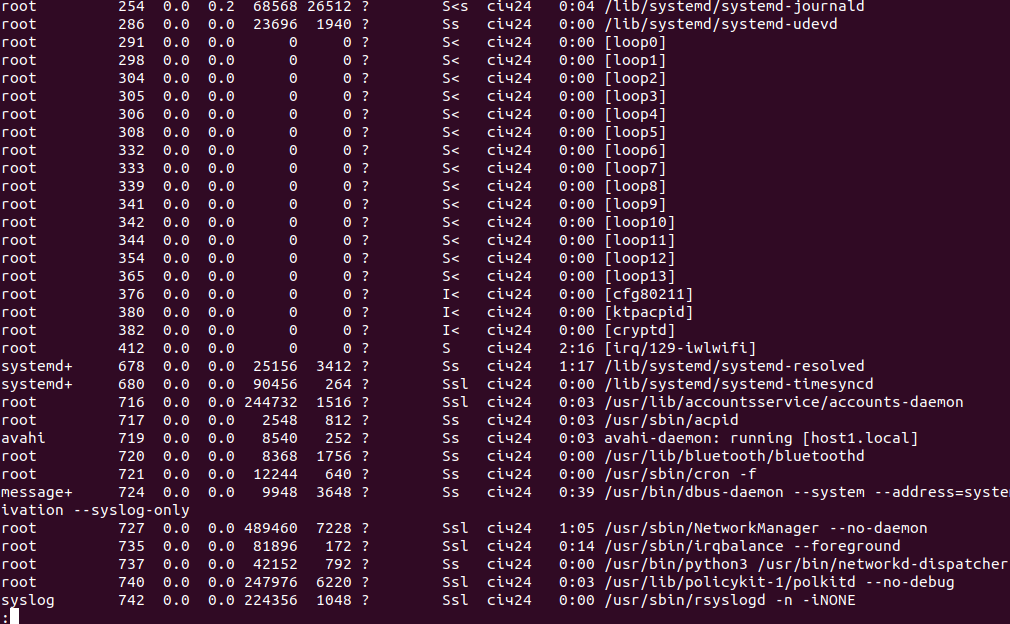 root         254  0.0  0.2  68568 26512 ?        S<s  січ24   0:04 /lib/systemd/systemd-journald
root         286  0.0  0.0  23696  1940 ?        Ss   січ24   0:00 /lib/systemd/systemd-udevd
root         291  0.0  0.0      0     0 ?        S<   січ24   0:00 [loop0]
root         298  0.0  0.0      0     0 ?        S<   січ24   0:00 [loop1]
root         304  0.0  0.0      0     0 ?        S<   січ24   0:00 [loop2]
root         305  0.0  0.0      0     0 ?        S<   січ24   0:00 [loop3]
root         306  0.0  0.0      0     0 ?        S<   січ24   0:00 [loop4]
root         308  0.0  0.0      0     0 ?        S<   січ24   0:00 [loop5]
root         332  0.0  0.0      0     0 ?        S<   січ24   0:00 [loop6]
root         333  0.0  0.0      0     0 ?        S<   січ24   0:00 [loop7]
root         339  0.0  0.0      0     0 ?        S<   січ24   0:00 [loop8]
root         341  0.0  0.0      0     0 ?        S<   січ24   0:00 [loop9]
root         342  0.0  0.0      0     0 ?        S<   січ24   0:00 [loop10]
root         344  0.0  0.0      0     0 ?        S<   січ24   0:00 [loop11]
root         354  0.0  0.0      0     0 ?        S<   січ24   0:00 [loop12]
root         365  0.0  0.0      0     0 ?        S<   січ24   0:00 [loop13]
root         376  0.0  0.0      0     0 ?        I<   січ24   0:00 [cfg80211]
root         380  0.0  0.0      0     0 ?        I<   січ24   0:00 [ktpacpid]
root         382  0.0  0.0      0     0 ?        I<   січ24   0:00 [cryptd]
root         412  0.0  0.0      0     0 ?        S    січ24   2:16 [irq/129-iwlwifi]
systemd+     678  0.0  0.0  25156  3412 ?        Ss   січ24   1:17 /lib/systemd/systemd-resolved
systemd+     680  0.0  0.0  90456   264 ?        Ssl  січ24   0:00 /lib/systemd/systemd-timesyncd
root         716  0.0  0.0 244732  1516 ?        Ssl  січ24   0:03 /usr/lib/accountsservice/accounts-daemon
root         717  0.0  0.0   2548   812 ?        Ss   січ24   0:03 /usr/sbin/acpid
avahi        719  0.0  0.0   8540   252 ?        Ss   січ24   0:03 avahi-daemon: running [host1.local]
root         720  0.0  0.0   8368  1756 ?        Ss   січ24   0:00 /usr/lib/bluetooth/bluetoothd
root         721  0.0  0.0  12244   640 ?        Ss   січ24   0:00 /usr/sbin/cron -f
message+     724  0.0  0.0   9948  3648 ?        Ss   січ24   0:39 /usr/bin/dbus-daemon --system --address=syste
ivation --syslog-only
root         727  0.0  0.0 489460  7228 ?        Ssl  січ24   1:05 /usr/sbin/NetworkManager --no-daemon
root         735  0.0  0.0  81896   172 ?        Ssl  січ24   0:14 /usr/sbin/irqbalance --foreground
root         737  0.0  0.0  42152   792 ?        Ss   січ24   0:00 /usr/bin/python3 /usr/bin/networkd-dispatcher
root         740  0.0  0.0 247976  6220 ?        Ssl  січ24   0:03 /usr/lib/policykit-1/polkitd --no-debug
syslog       742  0.0  0.0 224356  1048 ?        Ssl  січ24   0:00 /usr/sbin/rsyslogd -n -iNONE
: